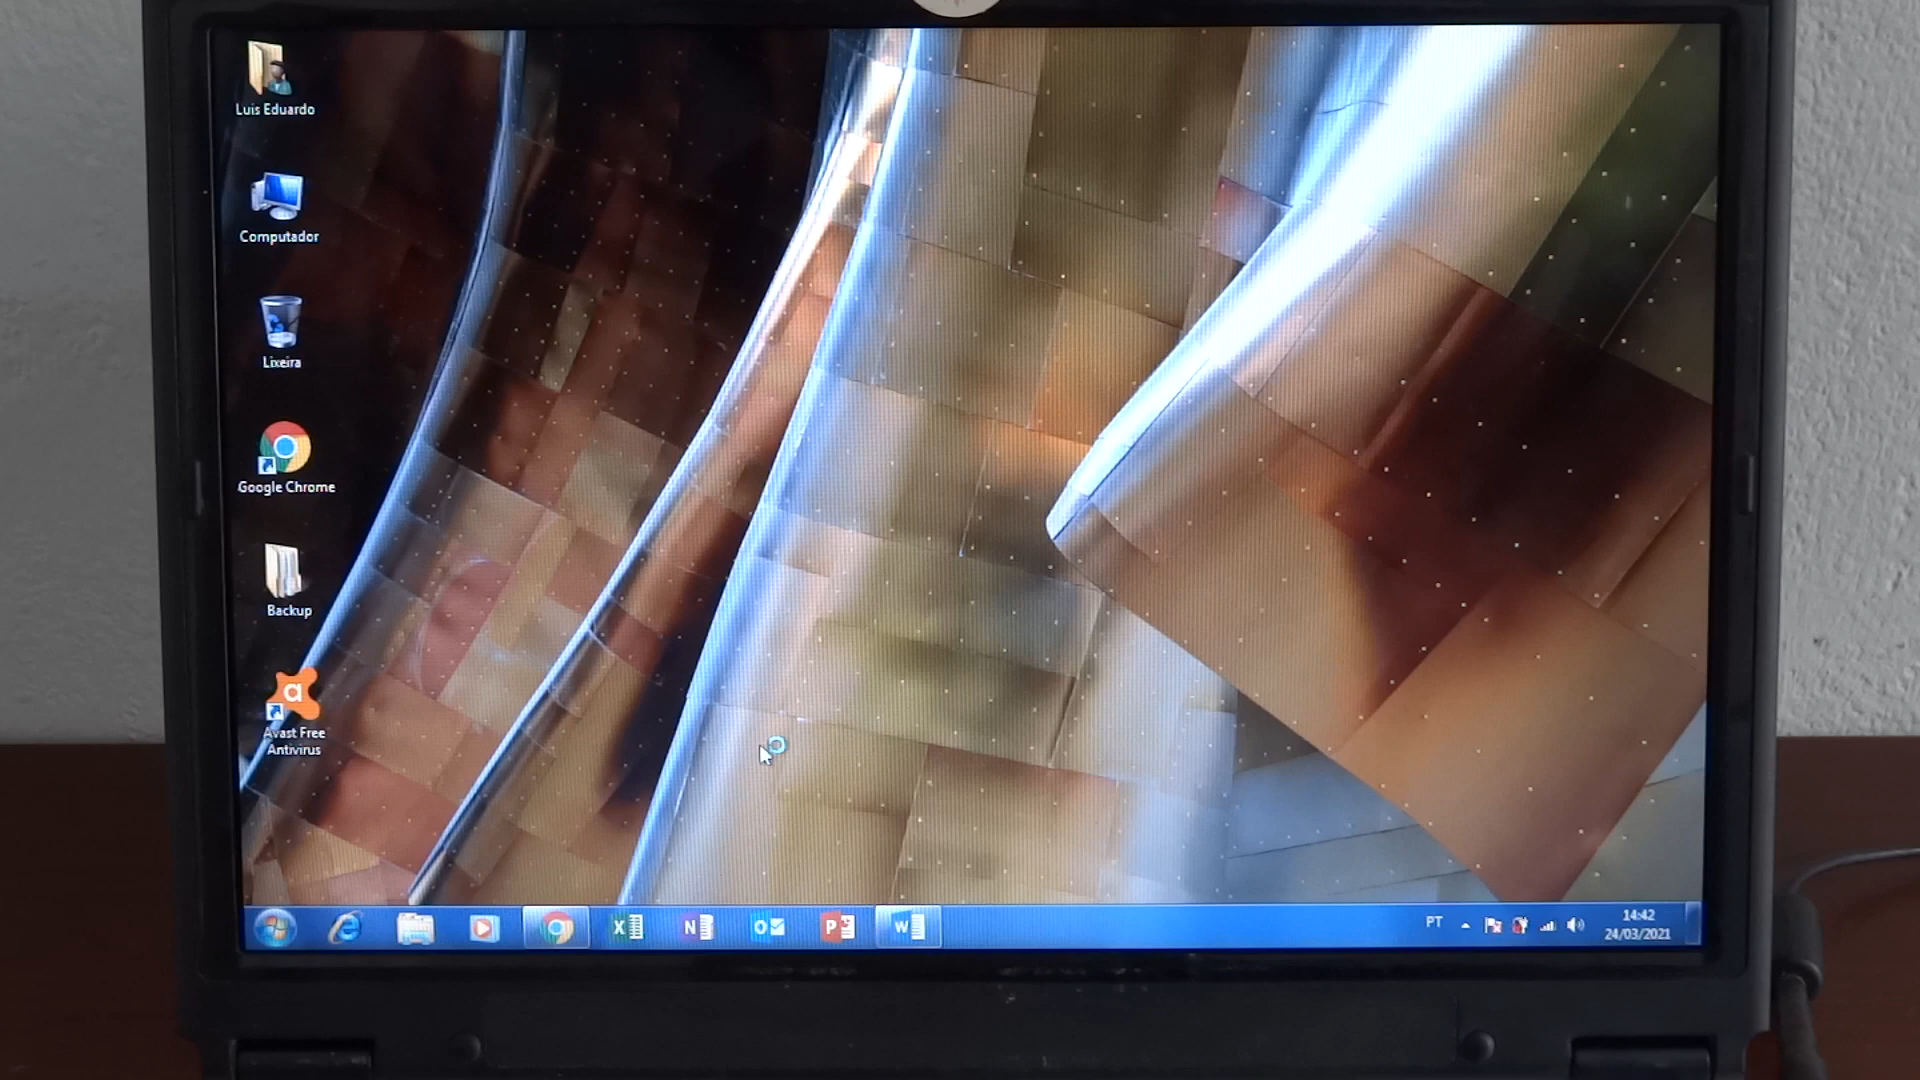 Luis Eduardo
Computador
Lixeira
Google Chrome
Backup
a
Avast Free
Antivirus
X
N
O
P
W
PT
14:42
24/03/2021